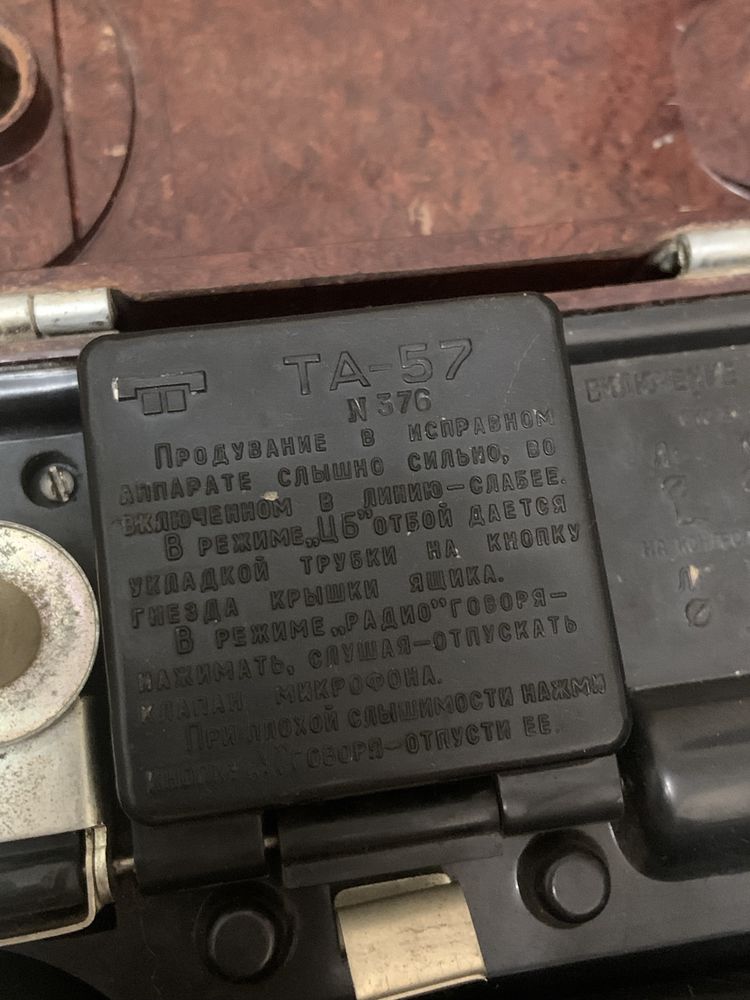 ТА-57
N 376
ПРОДУВАНИЕ В ИСПРАВНОМ
АППАРАТЕ СЛЫШНО СИЛЬНО, ВО
ВКЛЮЧЕННОМ В ЛИНИЮ—СЛАБЕЕ.
В РЕЖИМЕ „ЦБ" ОТБОЙ ДАЕТСЯ
УКЛАДКОЙ ТРУБКИ НА КНОПКУ
ГНЕЗДА КРЫШКИ ЯЩИКА.
В РЕЖИМЕ „РАДИО" ГОВОРЯ—
НАЖИМАТЬ, СЛУШАЯ—ОТПУСКАТЬ
КЛАПАН МИКРОФОНА.
ПРИ ПЛОХОЙ СЛЫШИМОСТИ НАЖМИ
КНОПКУ ГОВОРЯ—ОТПУСТИ ЕЕ.
ВКЛЮЧЕНИЕ
Л